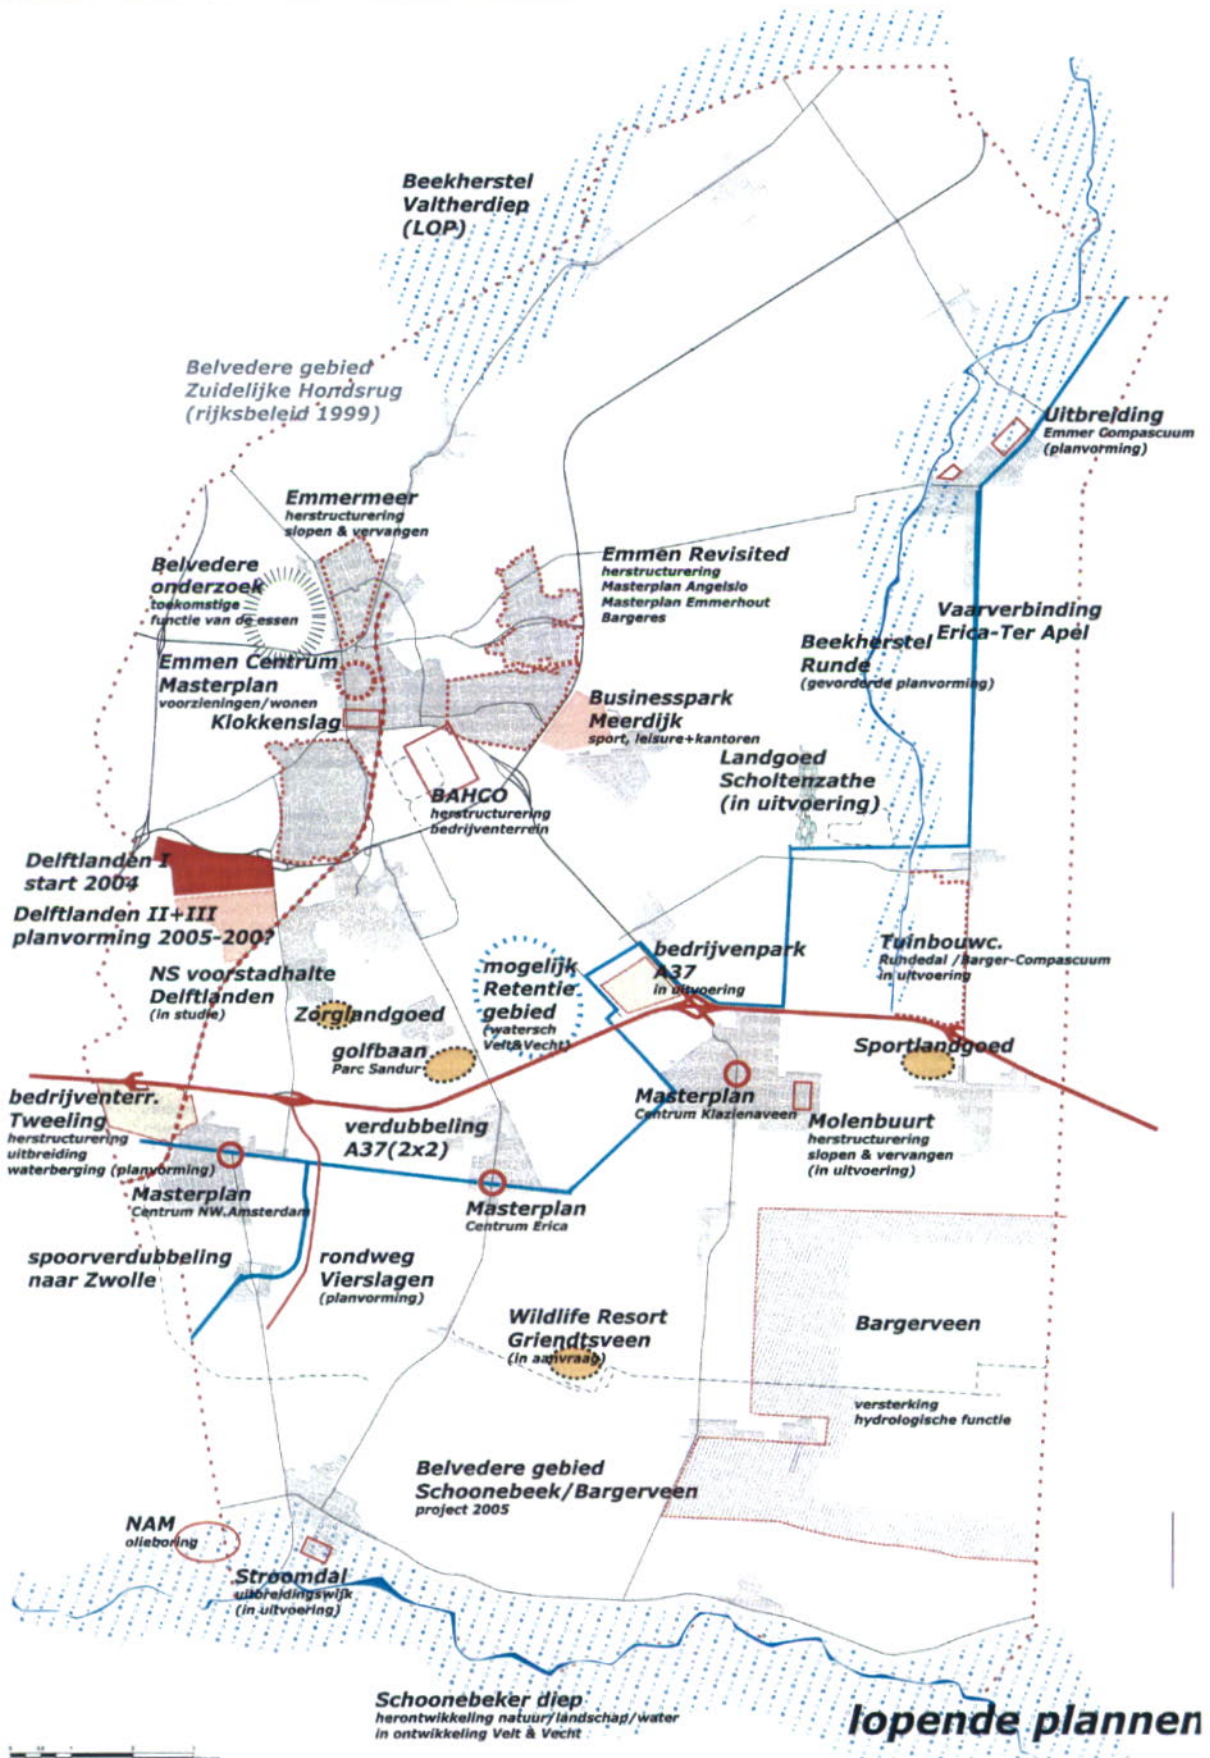 Beekherstel
Valtherdiep
(LOP)
Belvedere gebied
Zuidelijke Hondsrug
(rijksbeleid 1999)
Uitbreiding
Emmer Compascuum
(planvorming)
Emmermeer
herstructurering
slopen & vervangen
Belvedere
onderzoek
toekomstige
functie van de essen
Emmen Revisited
herstructurering
Masterplan Angelslo
Masterplan Emmerhout
Bargeres
Vaarverbinding
Erica-Ter Apel
Beekherstel
Runde
(gevorderde planvorming)
Emmen Centrum
Masterplan
voorzieningen/wonen
Klokkenslag
Businesspark
Meerdijk
sport, leisure+kantoren
Landgoed
Scholtenzathe
(in uitvoering)
BAHCO
herstructurering
bedrijventerrein
Delftlanden I
start 2004
Delftlanden II+III
planvorming 2005-200?
NS voorstadhalte
Delftlanden
(in studie)
mogelijk
Retentie
gebied
(watersch
Velt&Vecht)
bedrijvenpark
A37
in uitvoering
Tuinbouwc.
Rundedal /Barger-Compascuum
in uitvoering
Zorglandgoed
golfbaan
Parc Sandur
Sportlandgoed
bedrijventerr.
Tweeling
herstructurering
uitbreiding
waterberging (planvorming)
verdubbeling
A37(2x2)
Masterplan
Centrum Klazienaveen
Molenbuurt
herstructurering
slopen & vervangen
(in uitvoering)
Masterplan
Centrum NW.Amsterdam
Masterplan
Centrum Erica
spoorverdubbeling
naar Zwolle
rondweg
Vierslagen
(planvorming)
Wildlife Resort
Griendtsveen
(in aanvraag)
Bargerveen
versterking
hydrologische functie
Belvedere gebied
Schoonebeek/Bargerveen
project 2005
NAM
olieboring
Stroomdal
uitbreidingswijk
(in uitvoering)
Schoonebeker diep
herontwikkeling natuur/landschap/water
in ontwikkeling Velt & Vecht
lopende plannen